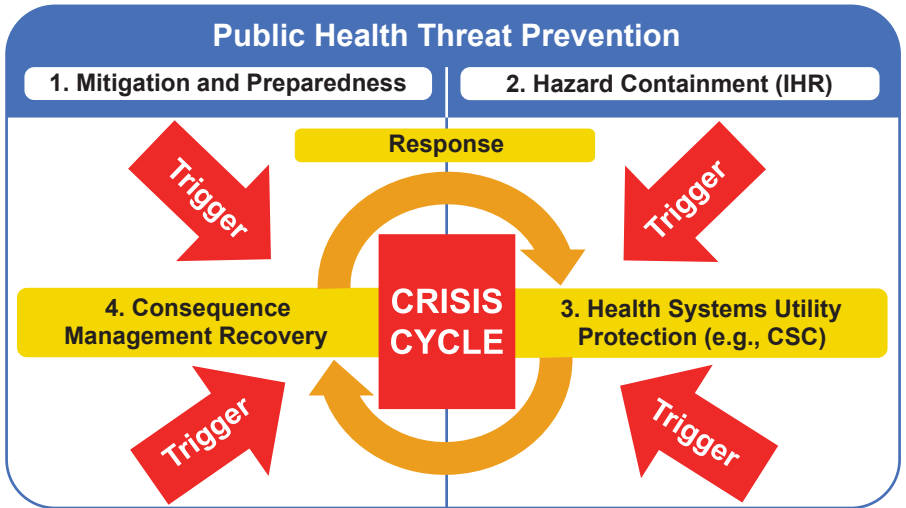 Public Health Threat Prevention
1. Mitigation and Preparedness
2. Hazard Containment (IHR)
Response
Trigger
Trigger
4. Consequence
Management Recovery
CRISIS
CYCLE
3. Health Systems Utility
Protection (e.g., CSC)
Trigger
Trigger